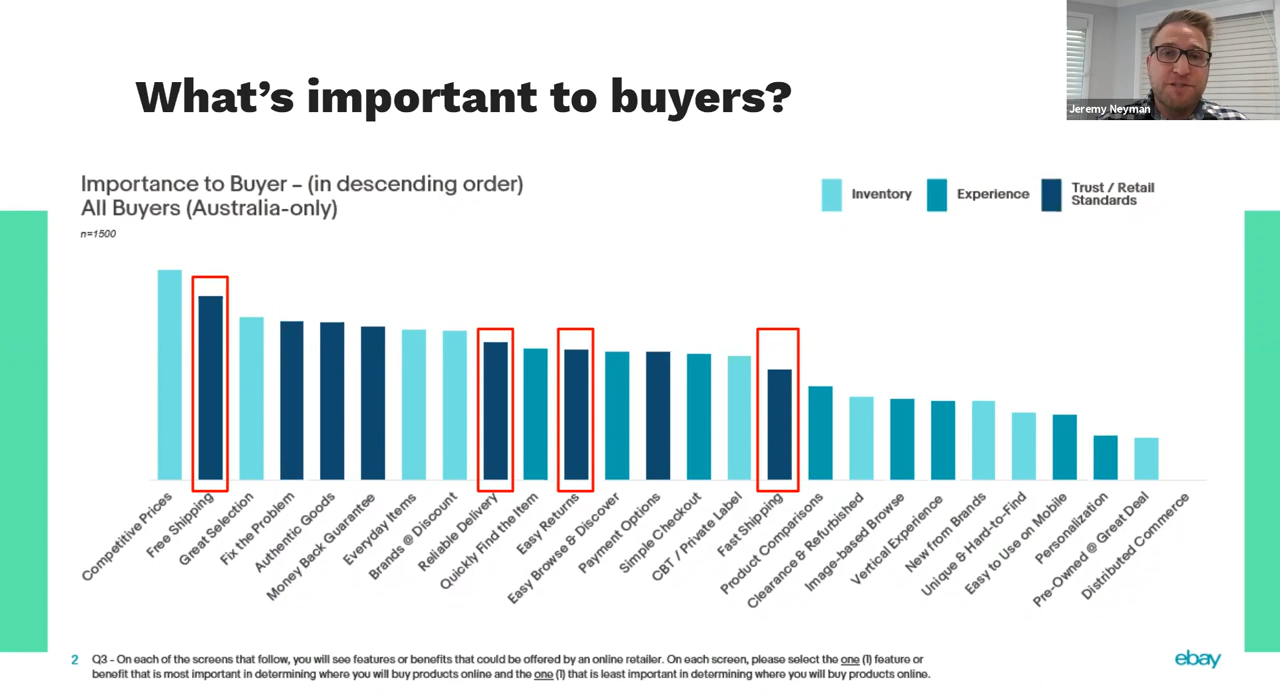 Jeremy Neyman
What's important to buyers?
Importance to Buyer – (in descending order)
All Buyers (Australia-only)
n=1500
Inventory
Experience
Trust / Retail
Standards
Competitive Prices
Free Shipping
Great Selection
Fix the Problem
Authentic Goods
Money Back Guarantee
Everyday Items
Brands @ Discount
Reliable Delivery
Quickly Find the Item
Easy Returns
Easy Browse & Discover
Payment Options
Simple Checkout
CBT / Private Label
Fast Shipping
Product Comparisons
Clearance & Refurbished
Image-based Browse
Vertical Experience
New from Brands
Unique & Hard-to-Find
Easy to Use on Mobile
Personalization
Pre-Owned @ Great Deal
Distributed Commerce
2 Q3 - On each of the screens that follow, you will see features or benefits that could be offered by an online retailer. On each screen, please select the one (1) feature or
benefit that is most important in determining where you will buy products online and the one (1) that is least important in determining where you will buy products online.
ebay